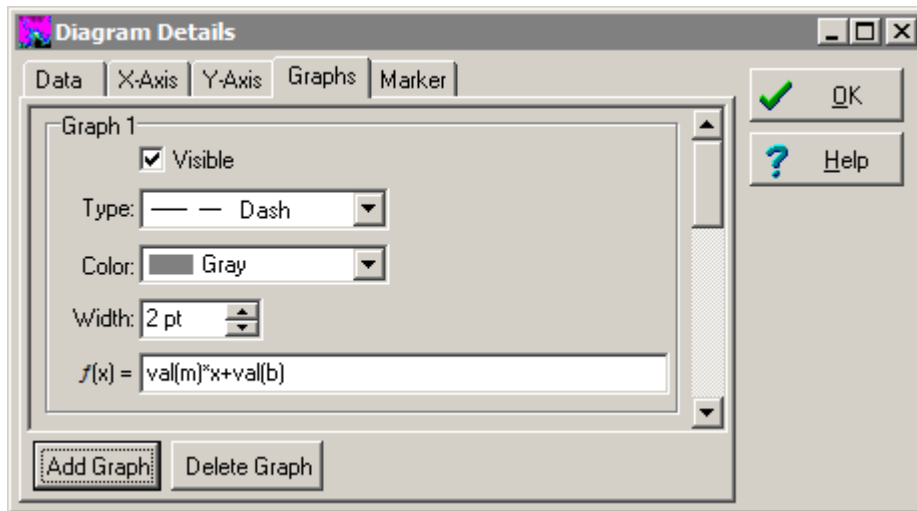 Diagram Details
Data X-Axis Y-Axis Graphs Marker
OK
Help
Graph 1
Visible
Type: Dash
Color: Gray
Width: 2 pt
f(x) = val(m)*x+val(b)
Add Graph Delete Graph